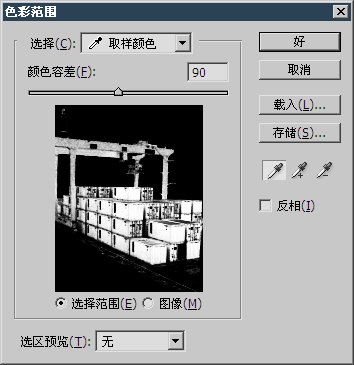 色彩范围
选择(C): 取样颜色
好
颜色容差(F): 90
取消
载入(L)...
存储(S)...
反相(I)
选择范围(E) 图像(M)
选区预览(T): 无